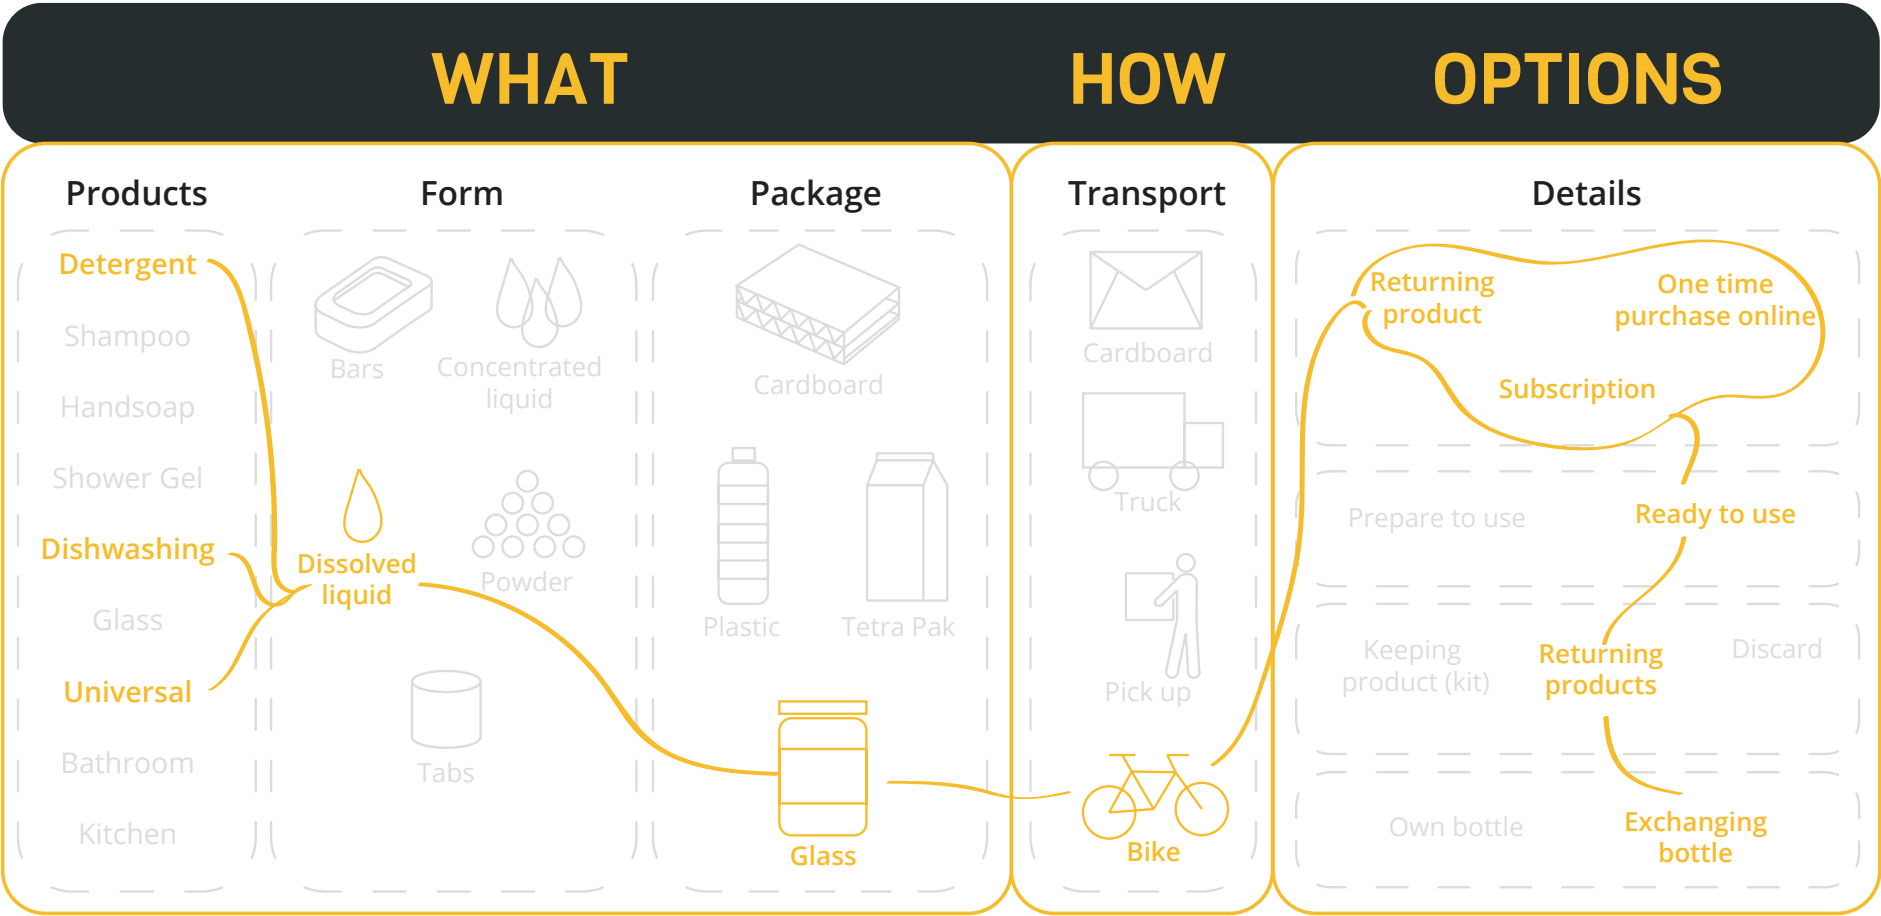 WHAT
HOW
OPTIONS
Products
Form
Package
Transport
Details
Detergent
Shampoo
Handsoap
Shower Gel
Dishwashing
Glass
Universal
Bathroom
Kitchen
Bars
Concentrated
liquid
Dissolved
liquid
Powder
Tabs
Cardboard
Plastic
Tetra Pak
Glass
Cardboard
Truck
Pick up
Bike
Returning
product
One time
purchase online
Subscription
Prepare to use
Ready to use
Keeping
product (kit)
Returning
products
Discard
Own bottle
Exchanging
bottle